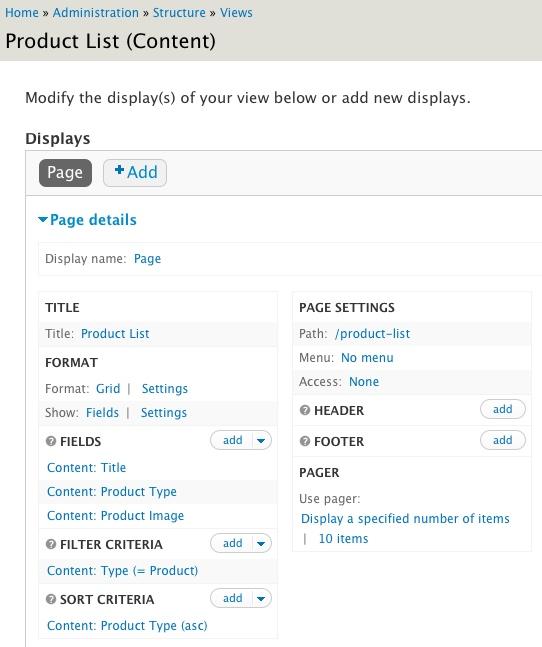 Home » Administration » Structure » Views
Product List (Content)
Modify the display(s) of your view below or add new displays.
Displays
Page
+Add
Page details
Display name: Page
TITLE
Title: Product List
FORMAT
Format: Grid | Settings
Show: Fields | Settings
? FIELDS add
Content: Title
Content: Product Type
Content: Product Image
? FILTER CRITERIA add
Content: Type (= Product)
? SORT CRITERIA add
Content: Product Type (asc)
PAGE SETTINGS
Path: /product-list
Menu: No menu
Access: None
? HEADER add
? FOOTER add
PAGER
Use pager:
Display a specified number of items
| 10 items